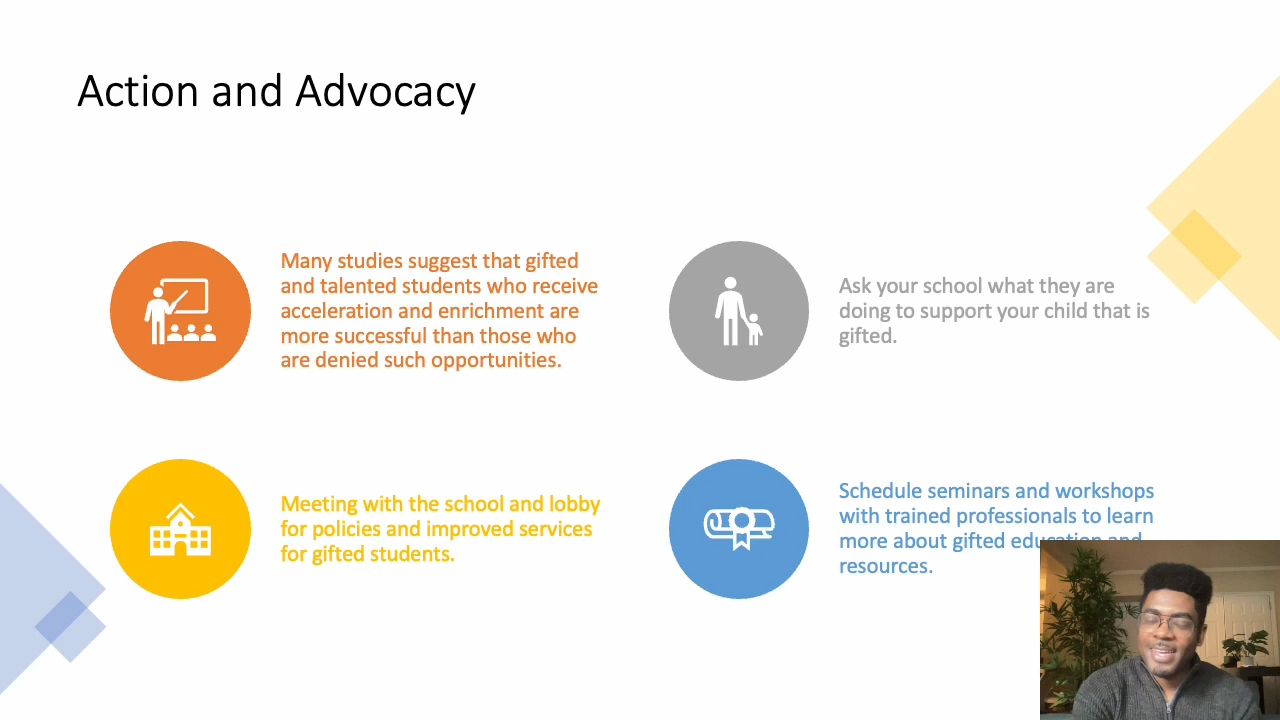 Action and Advocacy
Many studies suggest that gifted
and talented students who receive
acceleration and enrichment are
more successful than those who
are denied such opportunities.
Ask your school what they are
doing to support your child that is
gifted.
Meeting with the school and lobby
for policies and improved services
for gifted students.
Schedule seminars and workshops
with trained professionals to learn
more about gifted education and
resources.